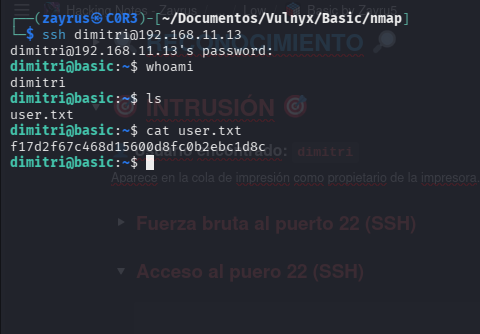 Hacking Notes - Zayrus
Low
Basic by Zayrus
┌──(zayrus㉿C0R3)-[~/Documentos/Vulnyx/Basic/nmap]
└─$ ssh dimitri@192.168.11.13
RECONOCIMIENTO
dimitri@192.168.11.13's password:
dimitri@basic:~$ whoami
dimitri
dimitri@basic:~$ ls
INTRUSIÓN
user.txt
dimitri@basic:~$ cat user.txt
f17d2f67c468d15600d8fc0b2ebc1d8c
encontrado: dimitri
dimitri@basic:~$
Aparece en la cola de impresión como propietario de la impresora.
Fuerza bruta al puerto 22 (SSH)
Acceso al puero 22 (SSH)